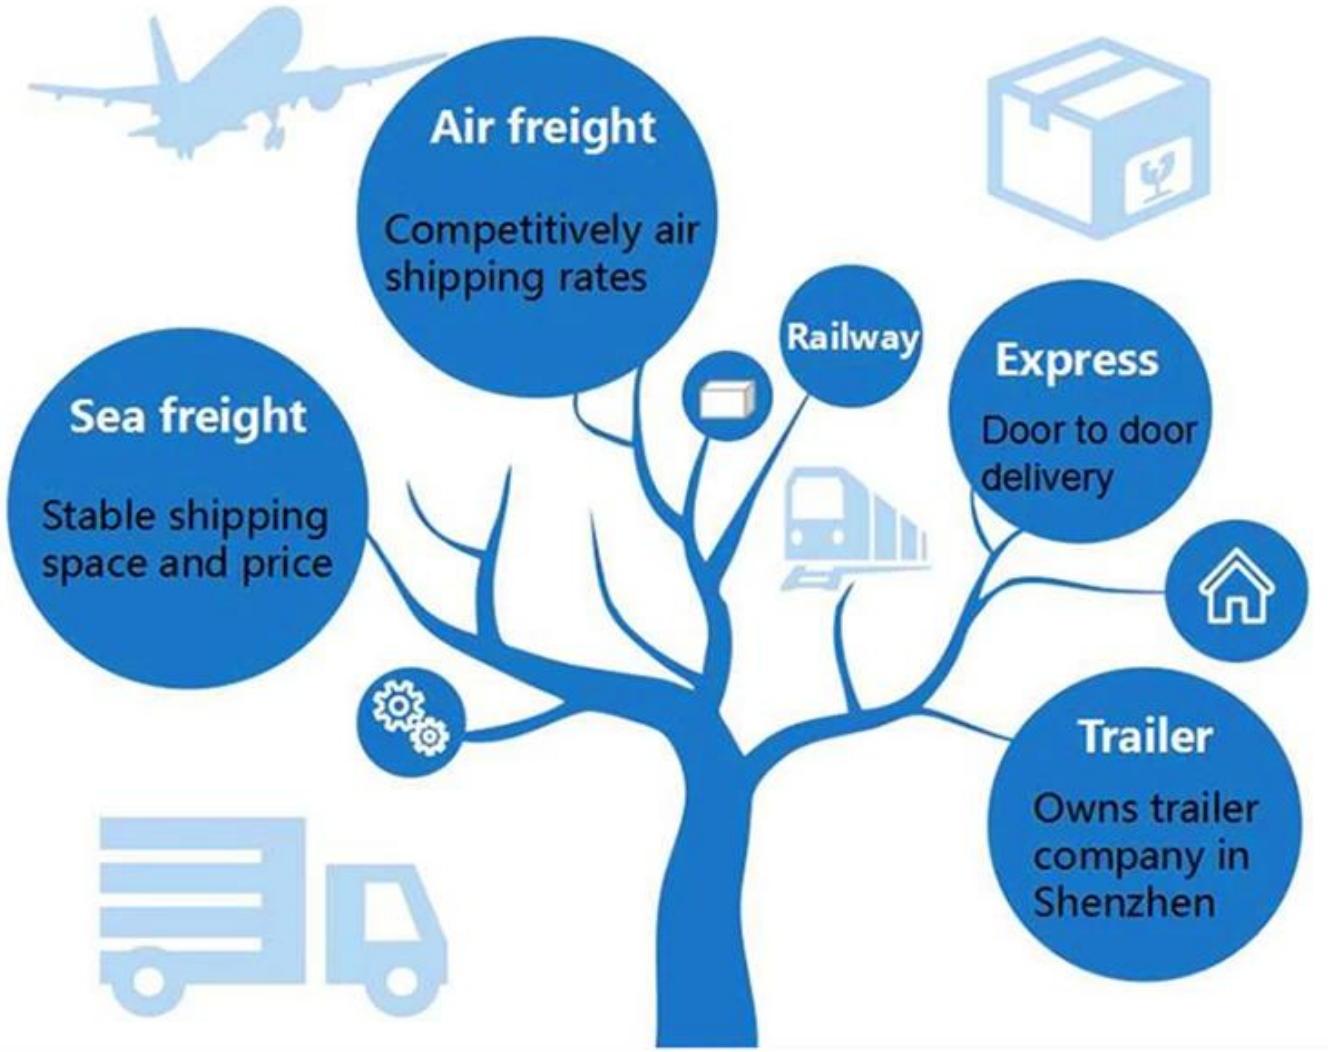 Air freight
Competitively air
shipping rates
Railway
Express
Door to door
delivery
Sea freight
Stable shipping
space and price
Trailer
Owns trailer
company in
Shenzhen